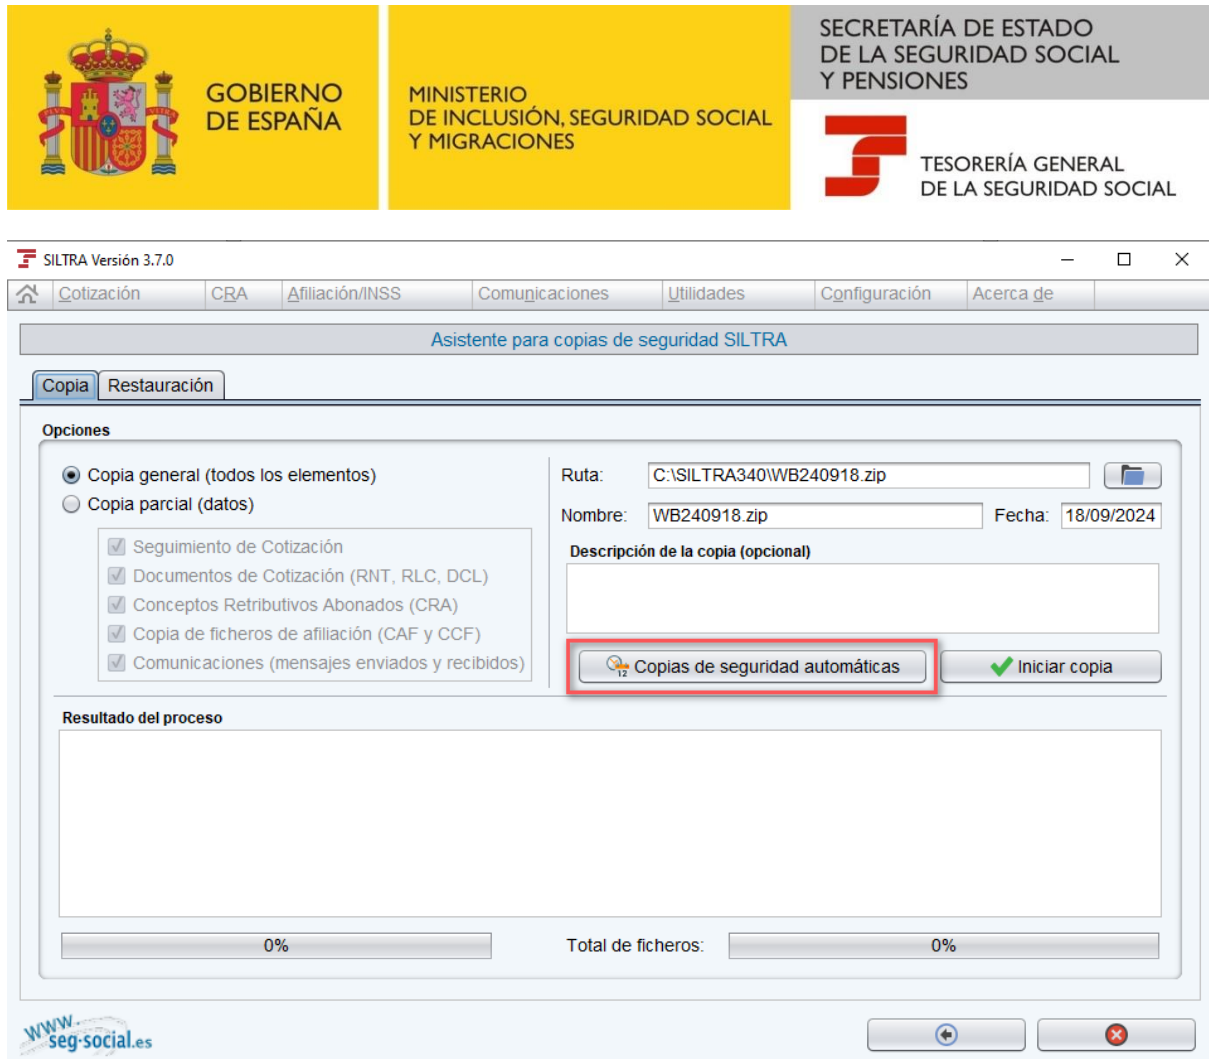 GOBIERNO
DE ESPAÑA
MINISTERIO
DE INCLUSIÓN, SEGURIDAD SOCIAL
Y MIGRACIONES
SECRETARÍA DE ESTADO
DE LA SEGURIDAD SOCIAL
Y PENSIONES
TESORERÍA GENERAL
DE LA SEGURIDAD SOCIAL
SILTRA Versión 3.7.0
Cotización CRA Afiliación/INSS Comunicaciones Utilidades Configuración Acerca de
Asistente para copias de seguridad SILTRA
Copia Restauración
Opciones
Copia general (todos los elementos)
Copia parcial (datos)
Seguimiento de Cotización
Documentos de Cotización (RNT, RLC, DCL)
Conceptos Retributivos Abonados (CRA)
Copia de ficheros de afiliación (CAF y CCF)
Comunicaciones (mensajes enviados y recibidos)
Ruta: C:\SILTRA340\WB240918.zip
Nombre: WB240918.zip Fecha: 18/09/2024
Descripción de la copia (opcional)
12 Copias de seguridad automáticas Iniciar copia
Resultado del proceso
0% Total de ficheros: 0%
www.
seg-social.es